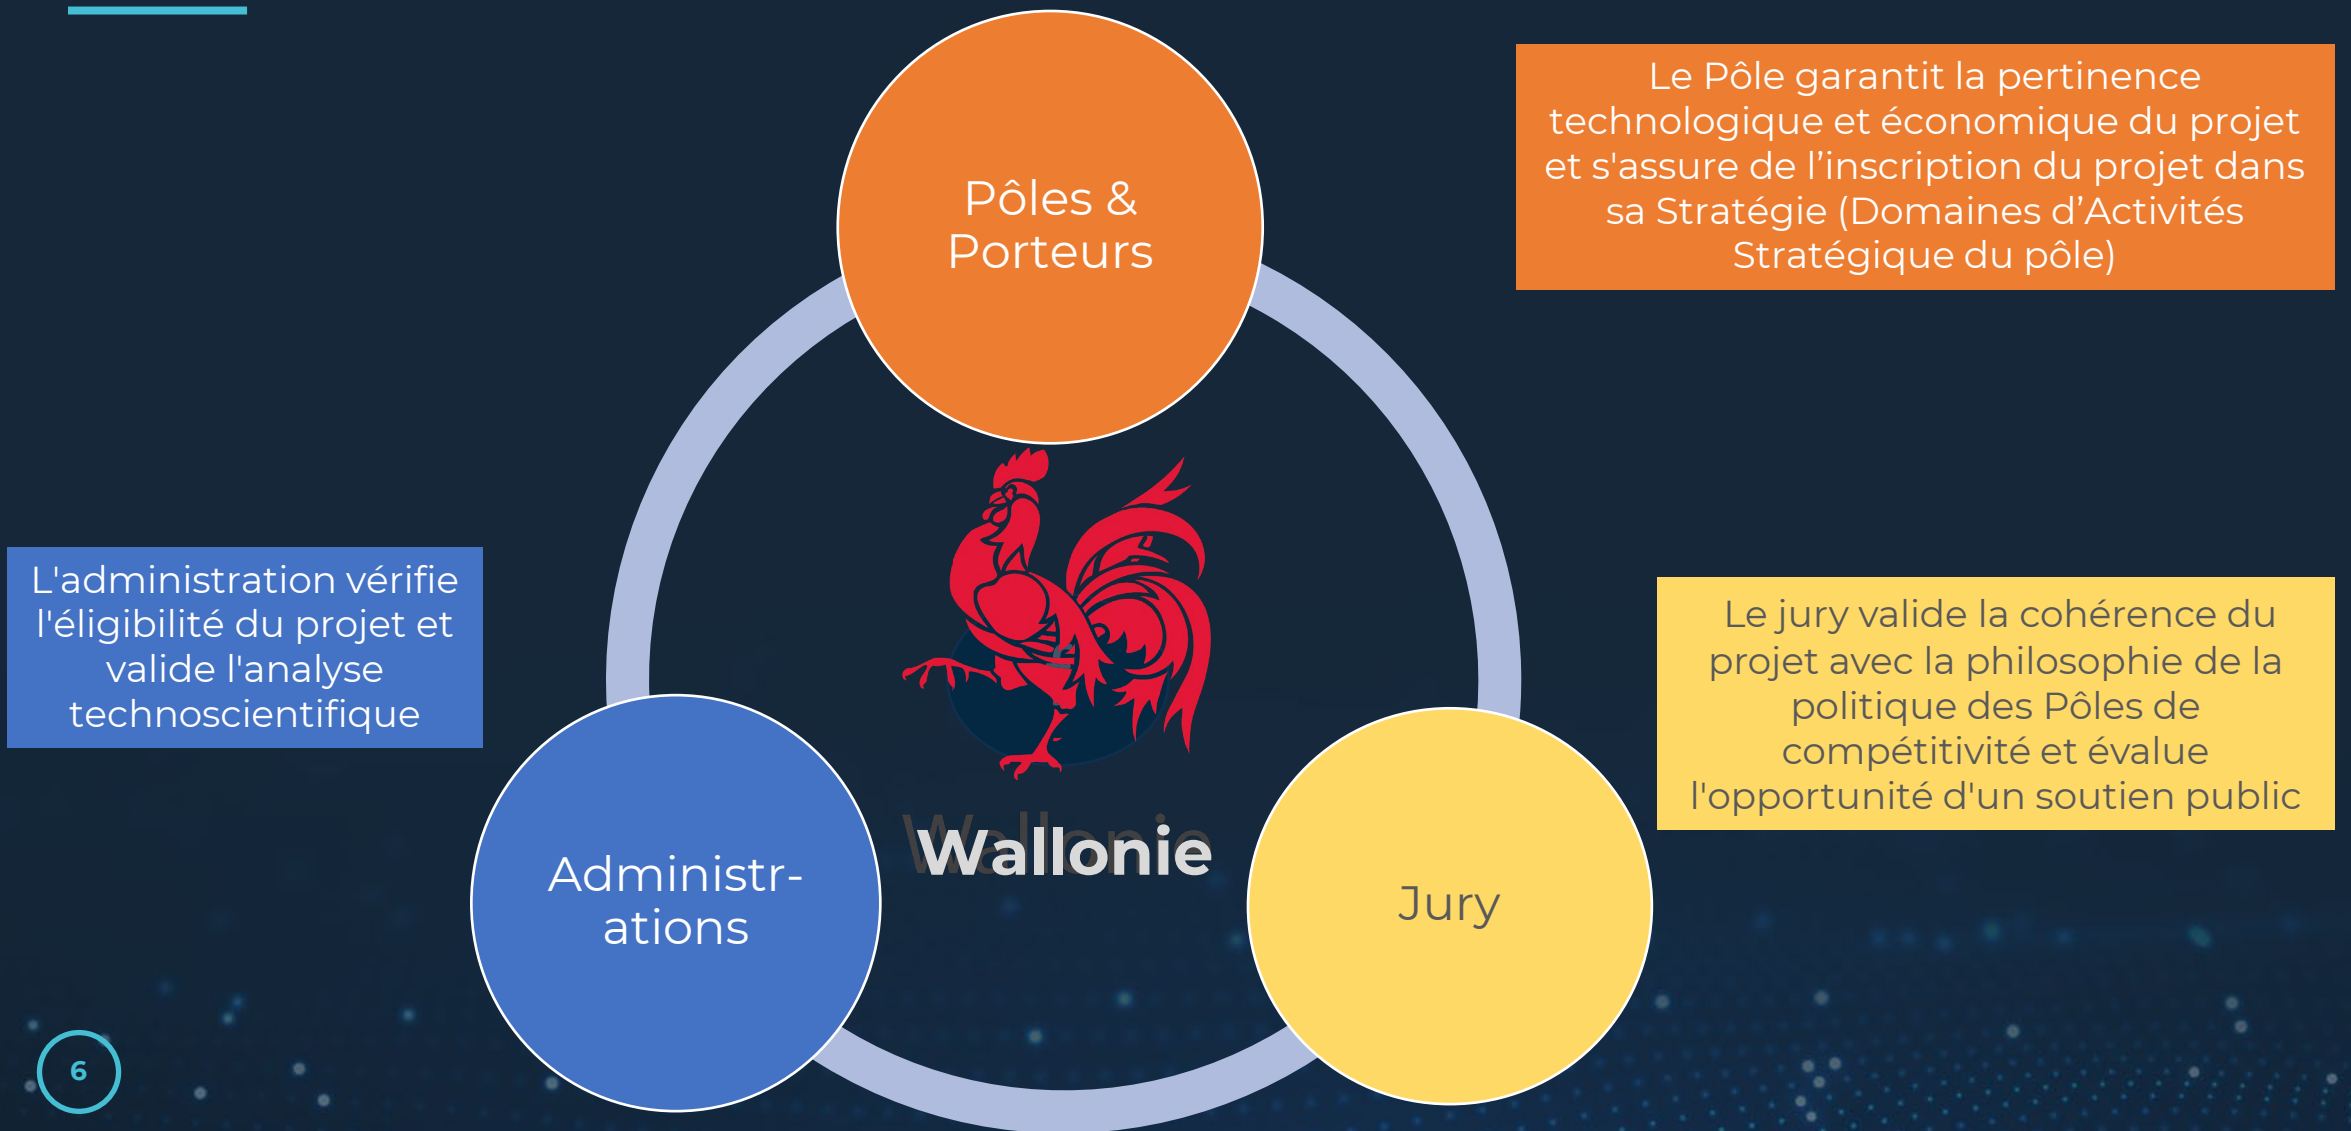 Pôles &
Porteurs
Le Pôle garantit la pertinence
technologique et économique du projet
et s'assure de l’inscription du projet dans
sa Stratégie (Domaines d’Activités
Stratégique du pôle)
L'administration vérifie
l'éligibilité du projet et
valide l'analyse
technoscientifique
Le jury valide la cohérence du
projet avec la philosophie de la
politique des Pôles de
compétitivité et évalue
l'opportunité d'un soutien public
Wallonie
Wallonie
Administr-
ations
Jury
6